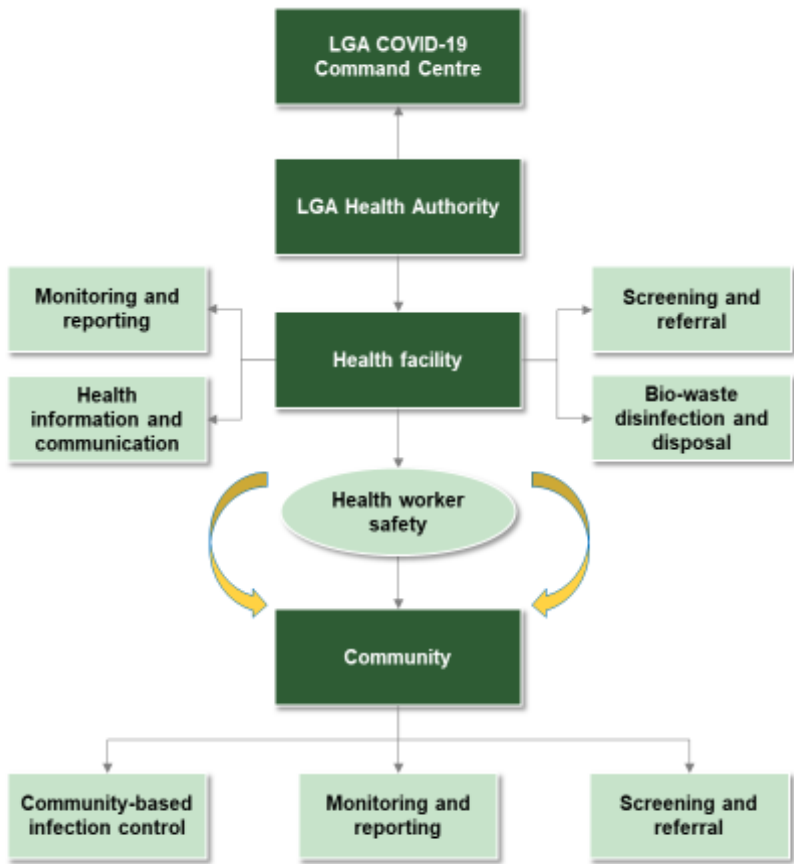 LGA COVID-19
Command Centre
LGA Health Authority
Monitoring and
reporting
Screening and
referral
Health facility
Health
information and
communication
Bio-waste
disinfection and
disposal
Health worker
safety
Community
Community-based
infection control
Monitoring and
reporting
Screening and
referral